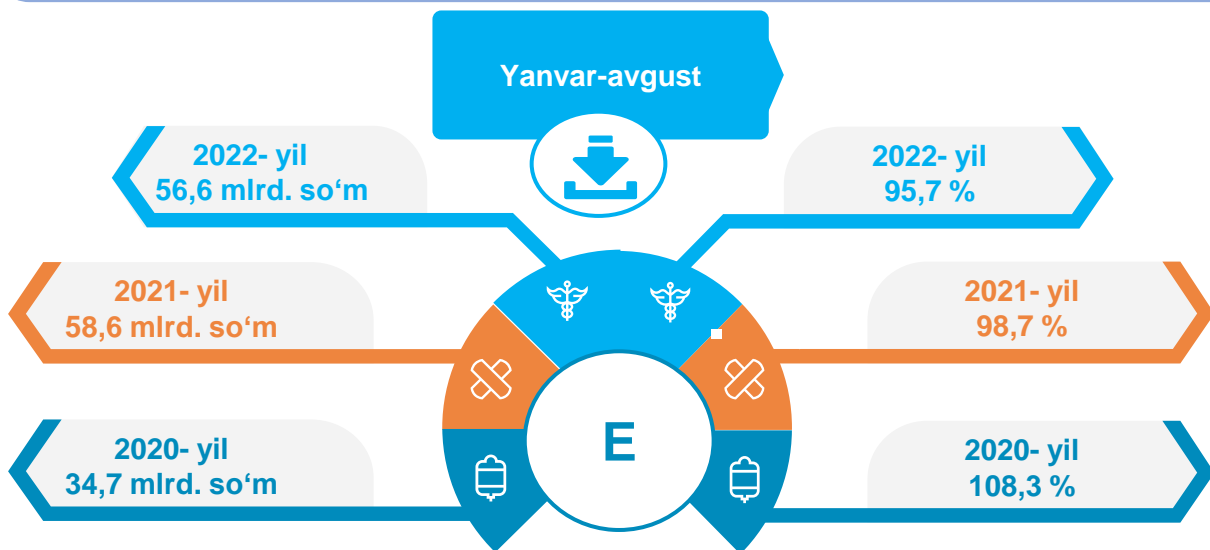 Yanvar-avgust
2022- yil
56,6 mlrd. so‘m
2022- yil
95,7 %
2021- yil
58,6 mlrd. so‘m
2021- yil
98,7 %
E
2020- yil
34,7 mlrd. so‘m
2020- yil
108,3 %